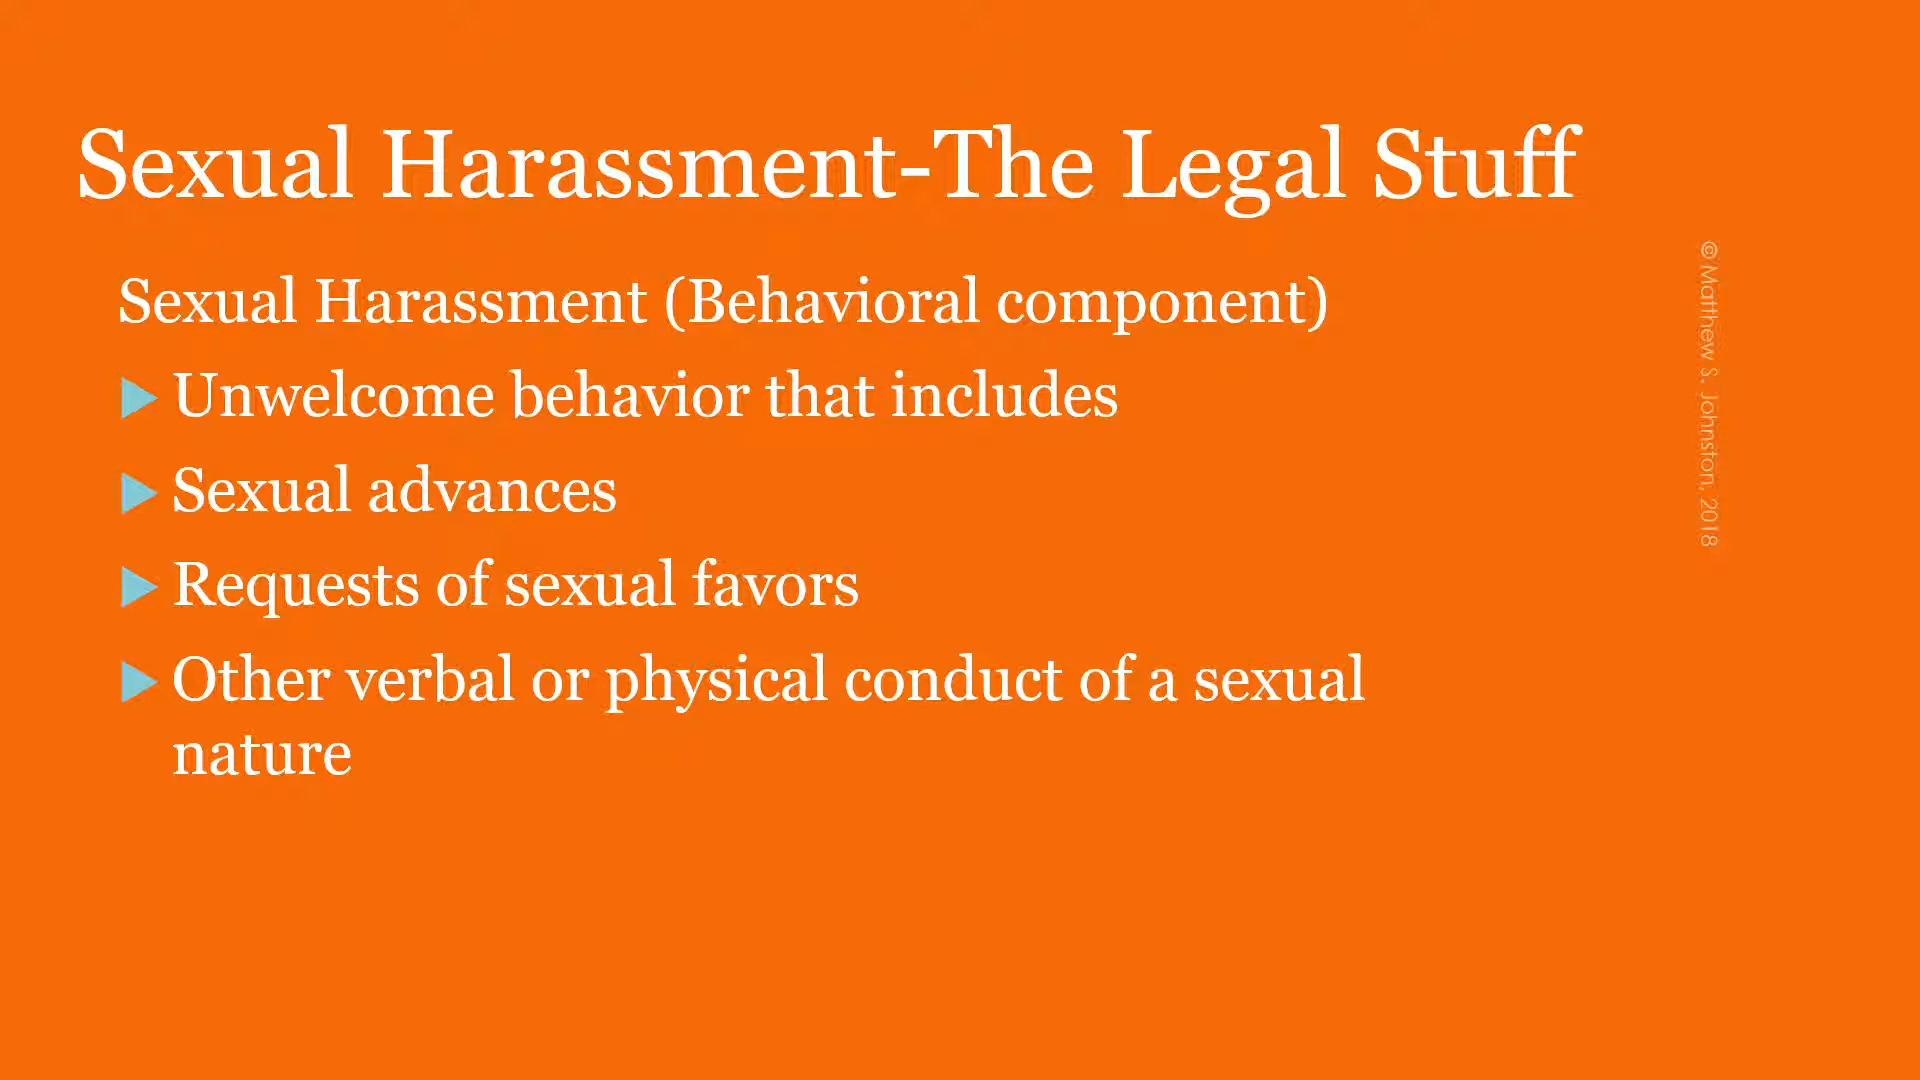 Sexual Harassment-The Legal Stuff
Sexual Harassment (Behavioral component)
Unwelcome behavior that includes
Sexual advances
Requests of sexual favors
Other verbal or physical conduct of a sexual
nature
©Matthew S. Johnston, 2018